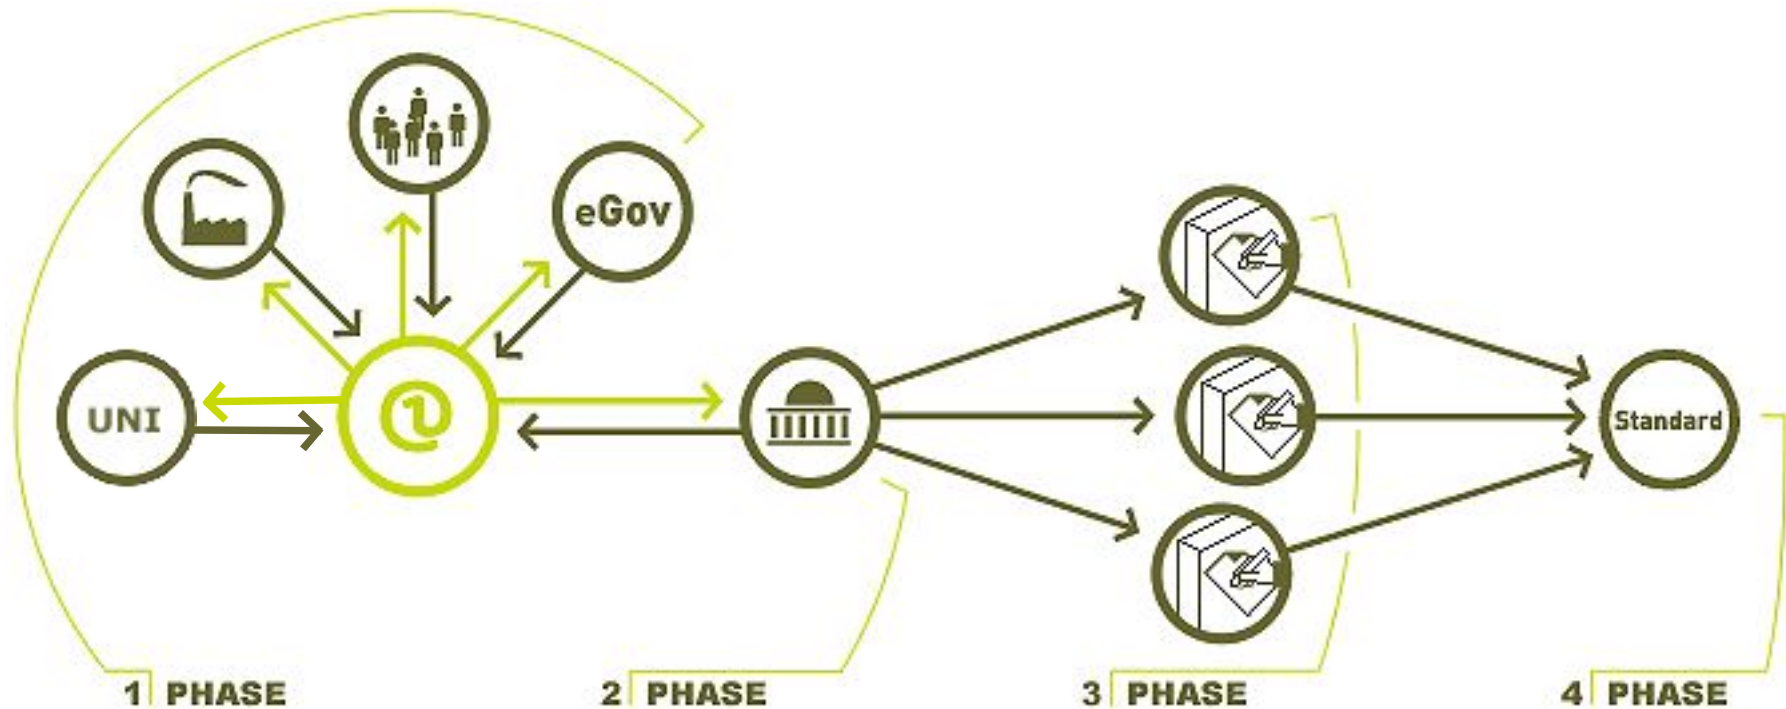 eGov
UNI
@
Standard
1 PHASE
2 PHASE
3 PHASE
4 PHASE